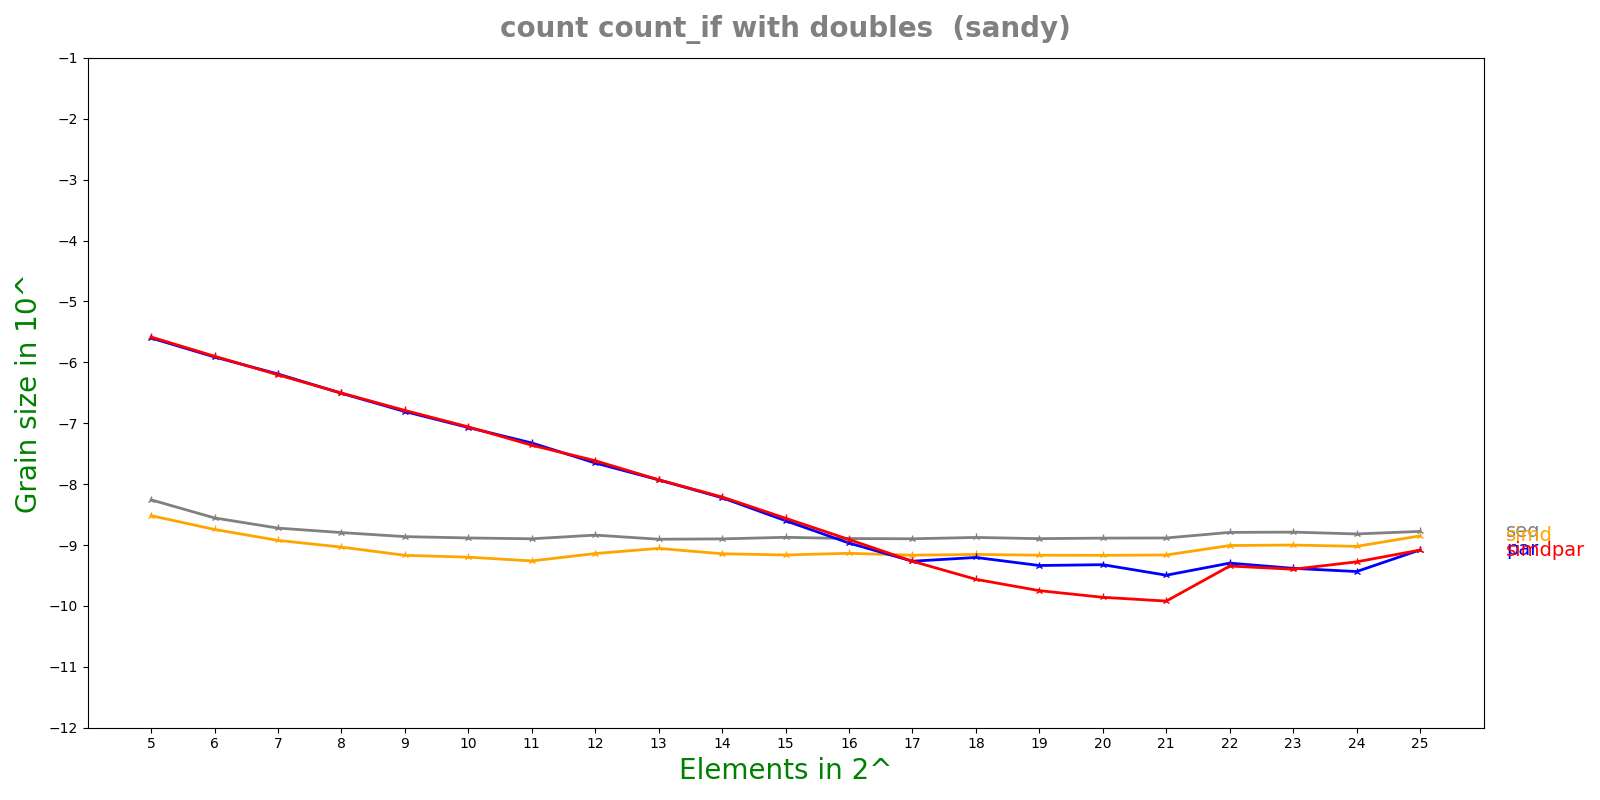 count count_if with doubles (sandy)
Grain size in 10^
−1
−2
−3
−4
−5
−6
−7
−8
−9
−10
−11
−12
seq
simd
par
simdpar
5 6 7 8 9 10 11 12 13 14 15 16 17 18 19 20 21 22 23 24 25
Elements in 2^